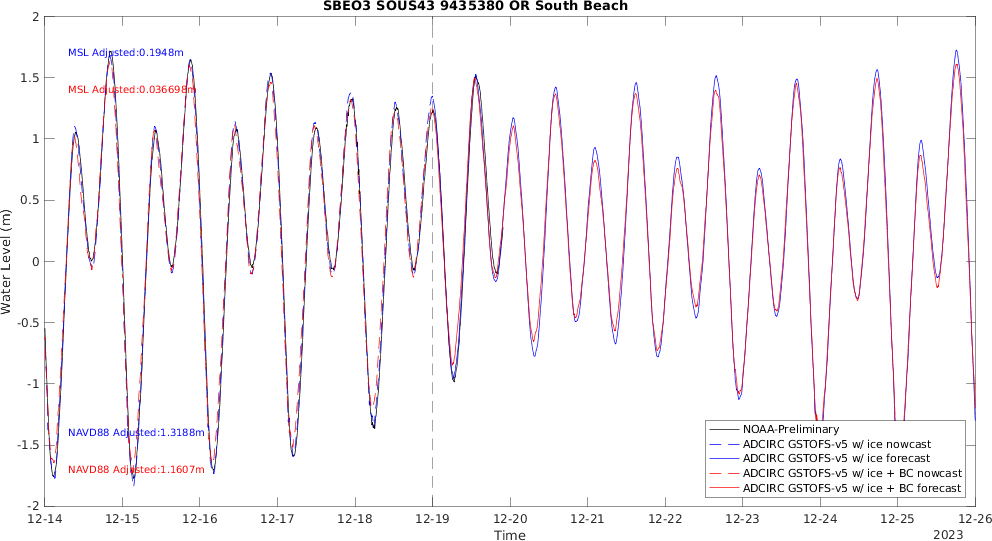 SBEO3 SOUS43 9435380 OR South Beach
2
MSL Adjusted:0.1948m
1.5
MSL Adjusted:0.036698m
1
0.5
0
-0.5
-1
-1.5
-2
Water Level (m)
NAVD88 Adjusted:1.3188m
NAVD88 Adjusted:1.1607m
NOAA-Preliminary
ADCIRC GSTOFS-v5 w/ ice nowcast
ADCIRC GSTOFS-v5 w/ ice forecast
ADCIRC GSTOFS-v5 w/ ice + BC nowcast
ADCIRC GSTOFS-v5 w/ ice + BC forecast
12-14 12-15 12-16 12-17 12-18 12-19 12-20 12-21 12-22 12-23 12-24 12-25 12-26
Time
2023